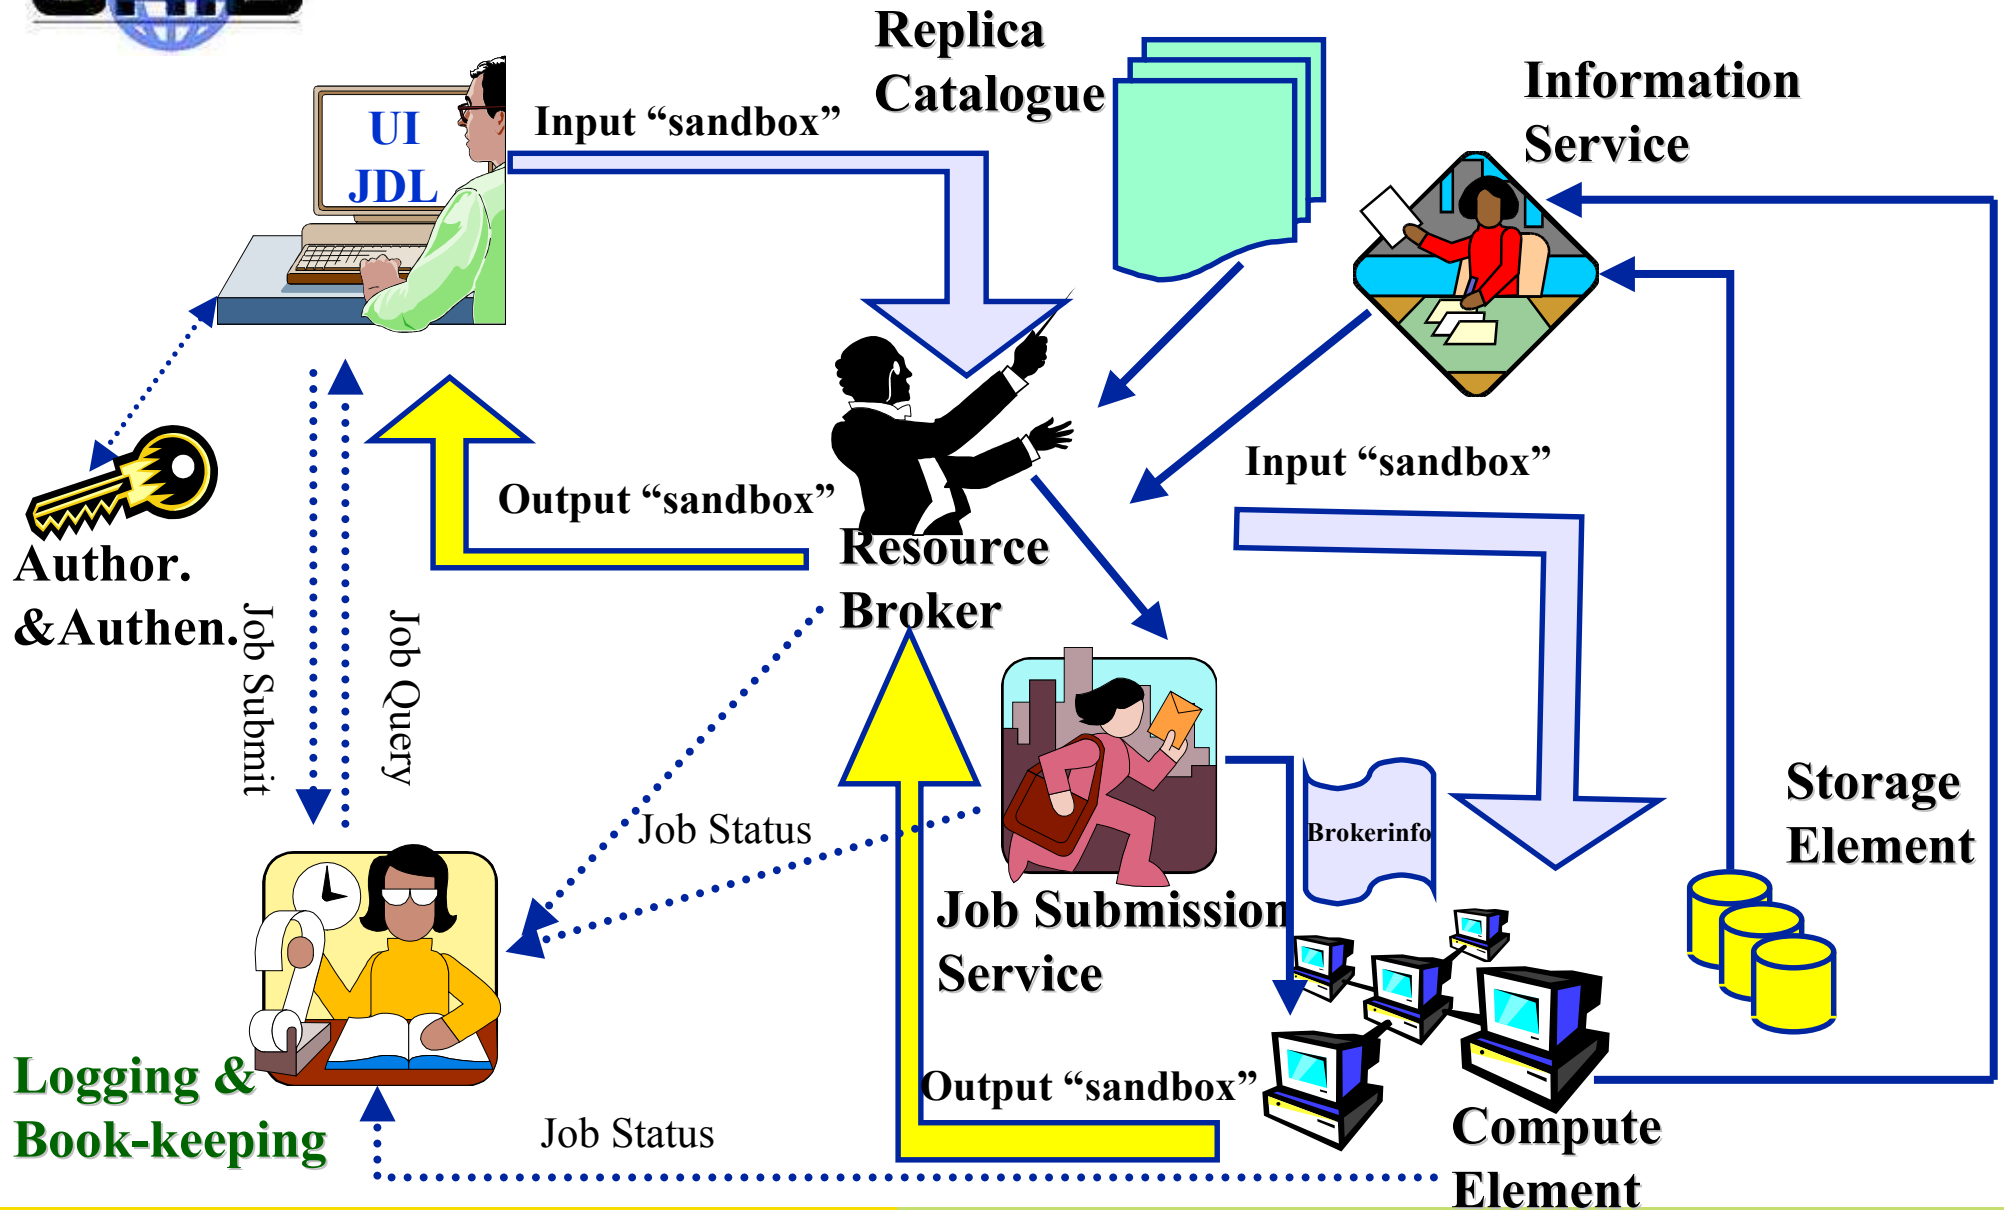 Replica
Catalogue
Information
Service
UI
JDL
Input “sandbox”
Input “sandbox”
Output “sandbox”
Resource
Broker
Author.
&Authen.
Job Submit
Job Query
Job Status
Brokerinfo
Storage
Element
Job Submission
Service
Logging &
Book-keeping
Output “sandbox”
Job Status
Compute
Element